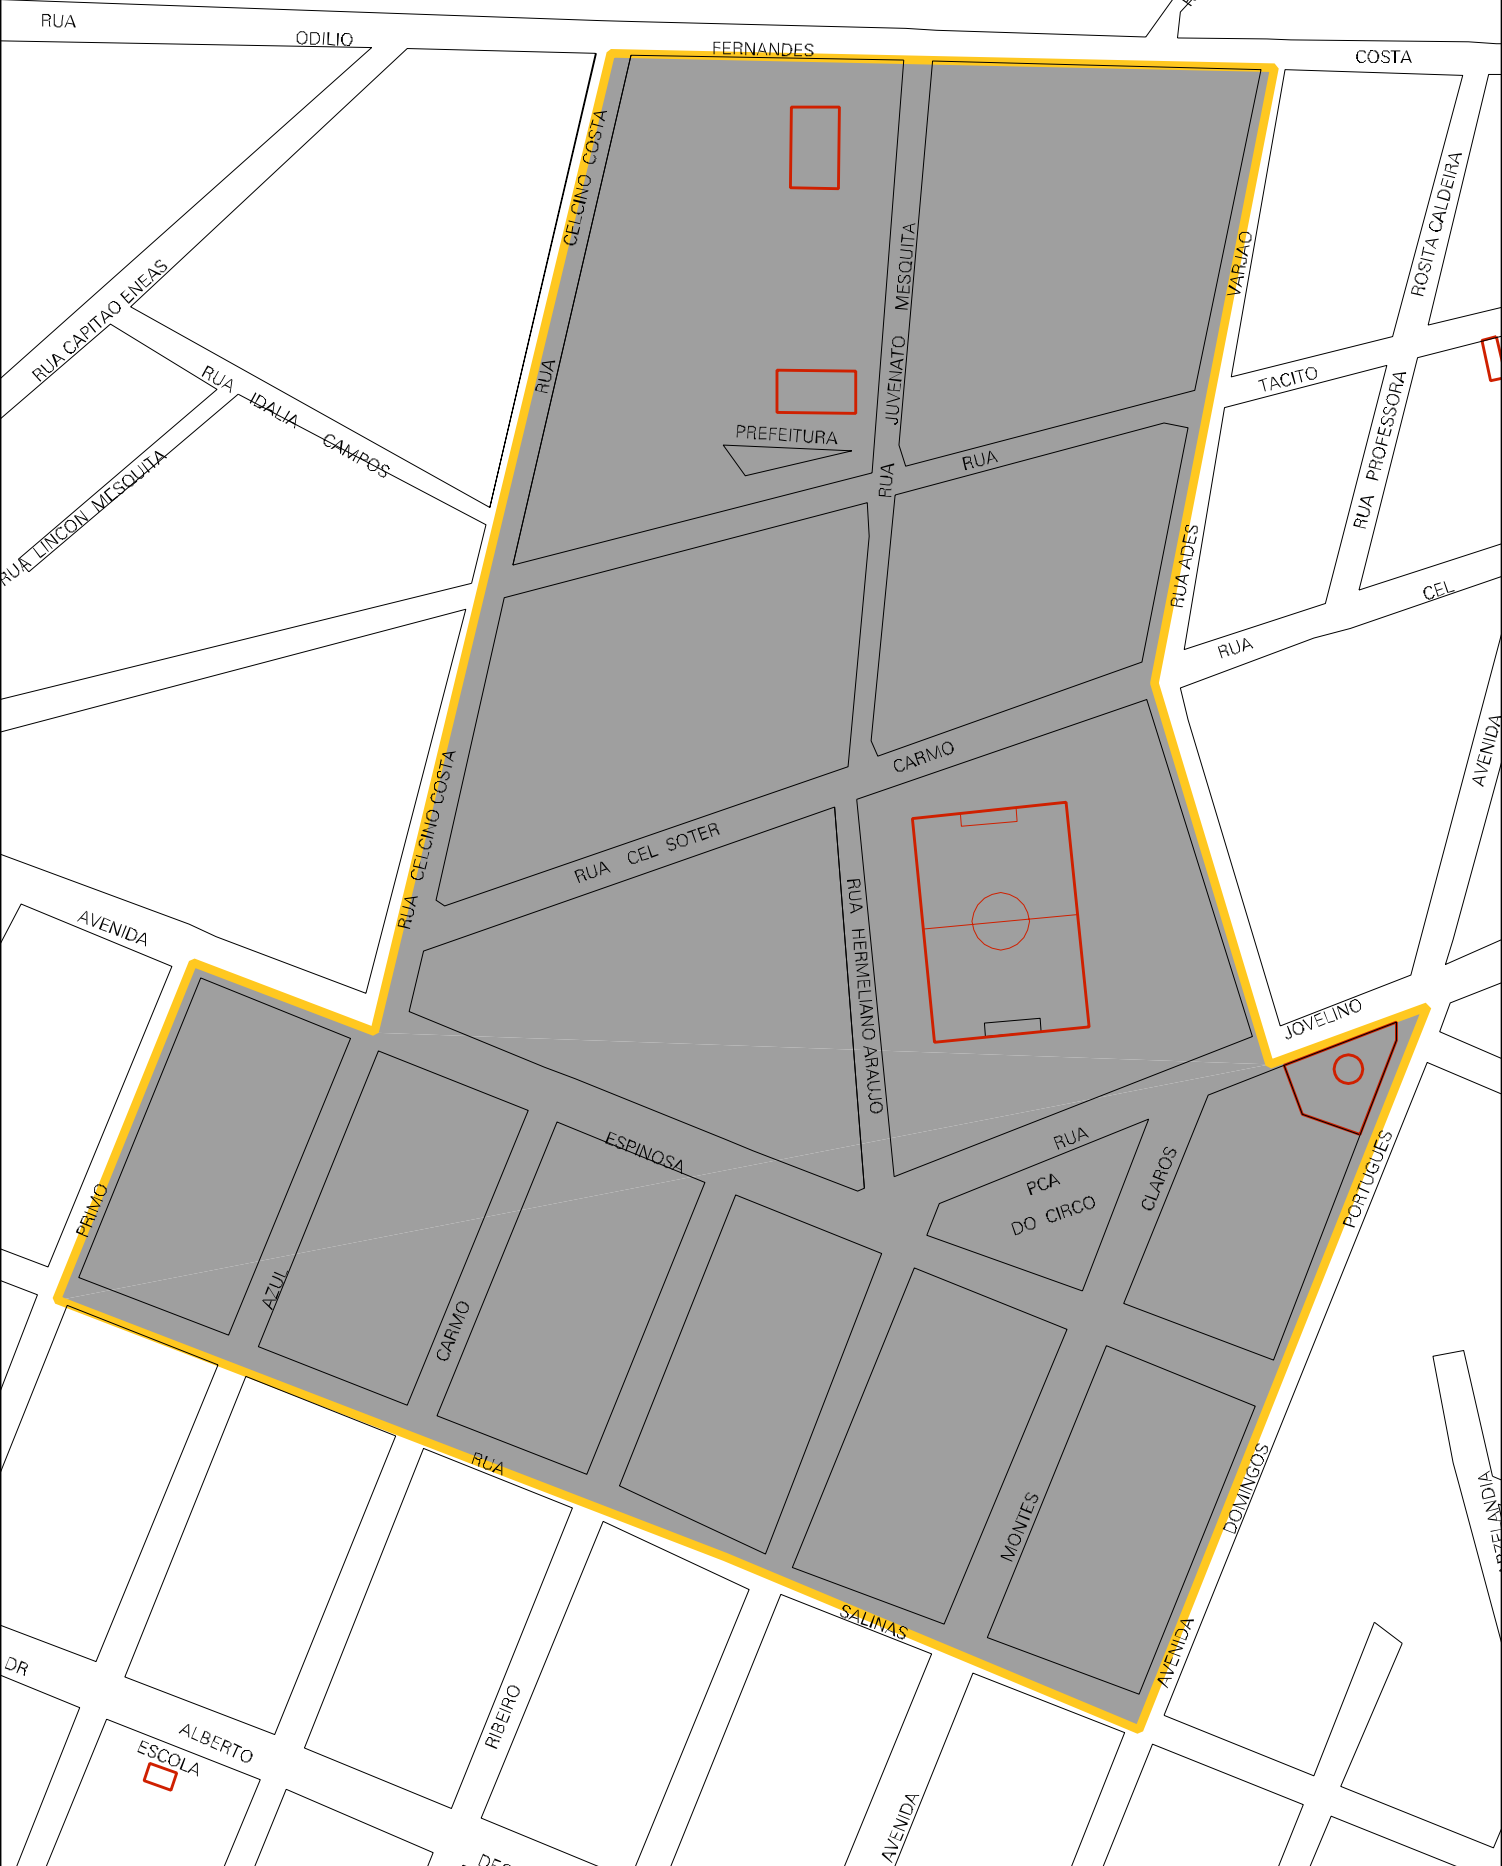 RUA
ODILIO
FERNANDES
COSTA
CELCINO COSTA
RUA
RUA CAPITAO ENEAS
RUA IDALIA CAMPOS
RUA LINCON MESQUITA
JUVENATO MESQUITA
RUA
PREFEITURA
RUA
VARJAO
RUA ADES
TACITO
ROSITA CALDEIRA
RUA PROFESSORA
RUA
CEL
AVENIDA
CARMO
RUA CEL SOTER
RUA CELCINO COSTA
RUA HERMELIANO ARAUJO
AVENIDA
JOVELINO
RUA
PCA
DO CIRCO
CLAROS
PORTUGUES
ESPINOSA
PRIMO
AZUL
CARMO
RUA
MONTES
DOMINGOS
SALINAS
AVENIDA
DR
ALBERTO
ESCOLA
RIBEIRO
AVENIDA